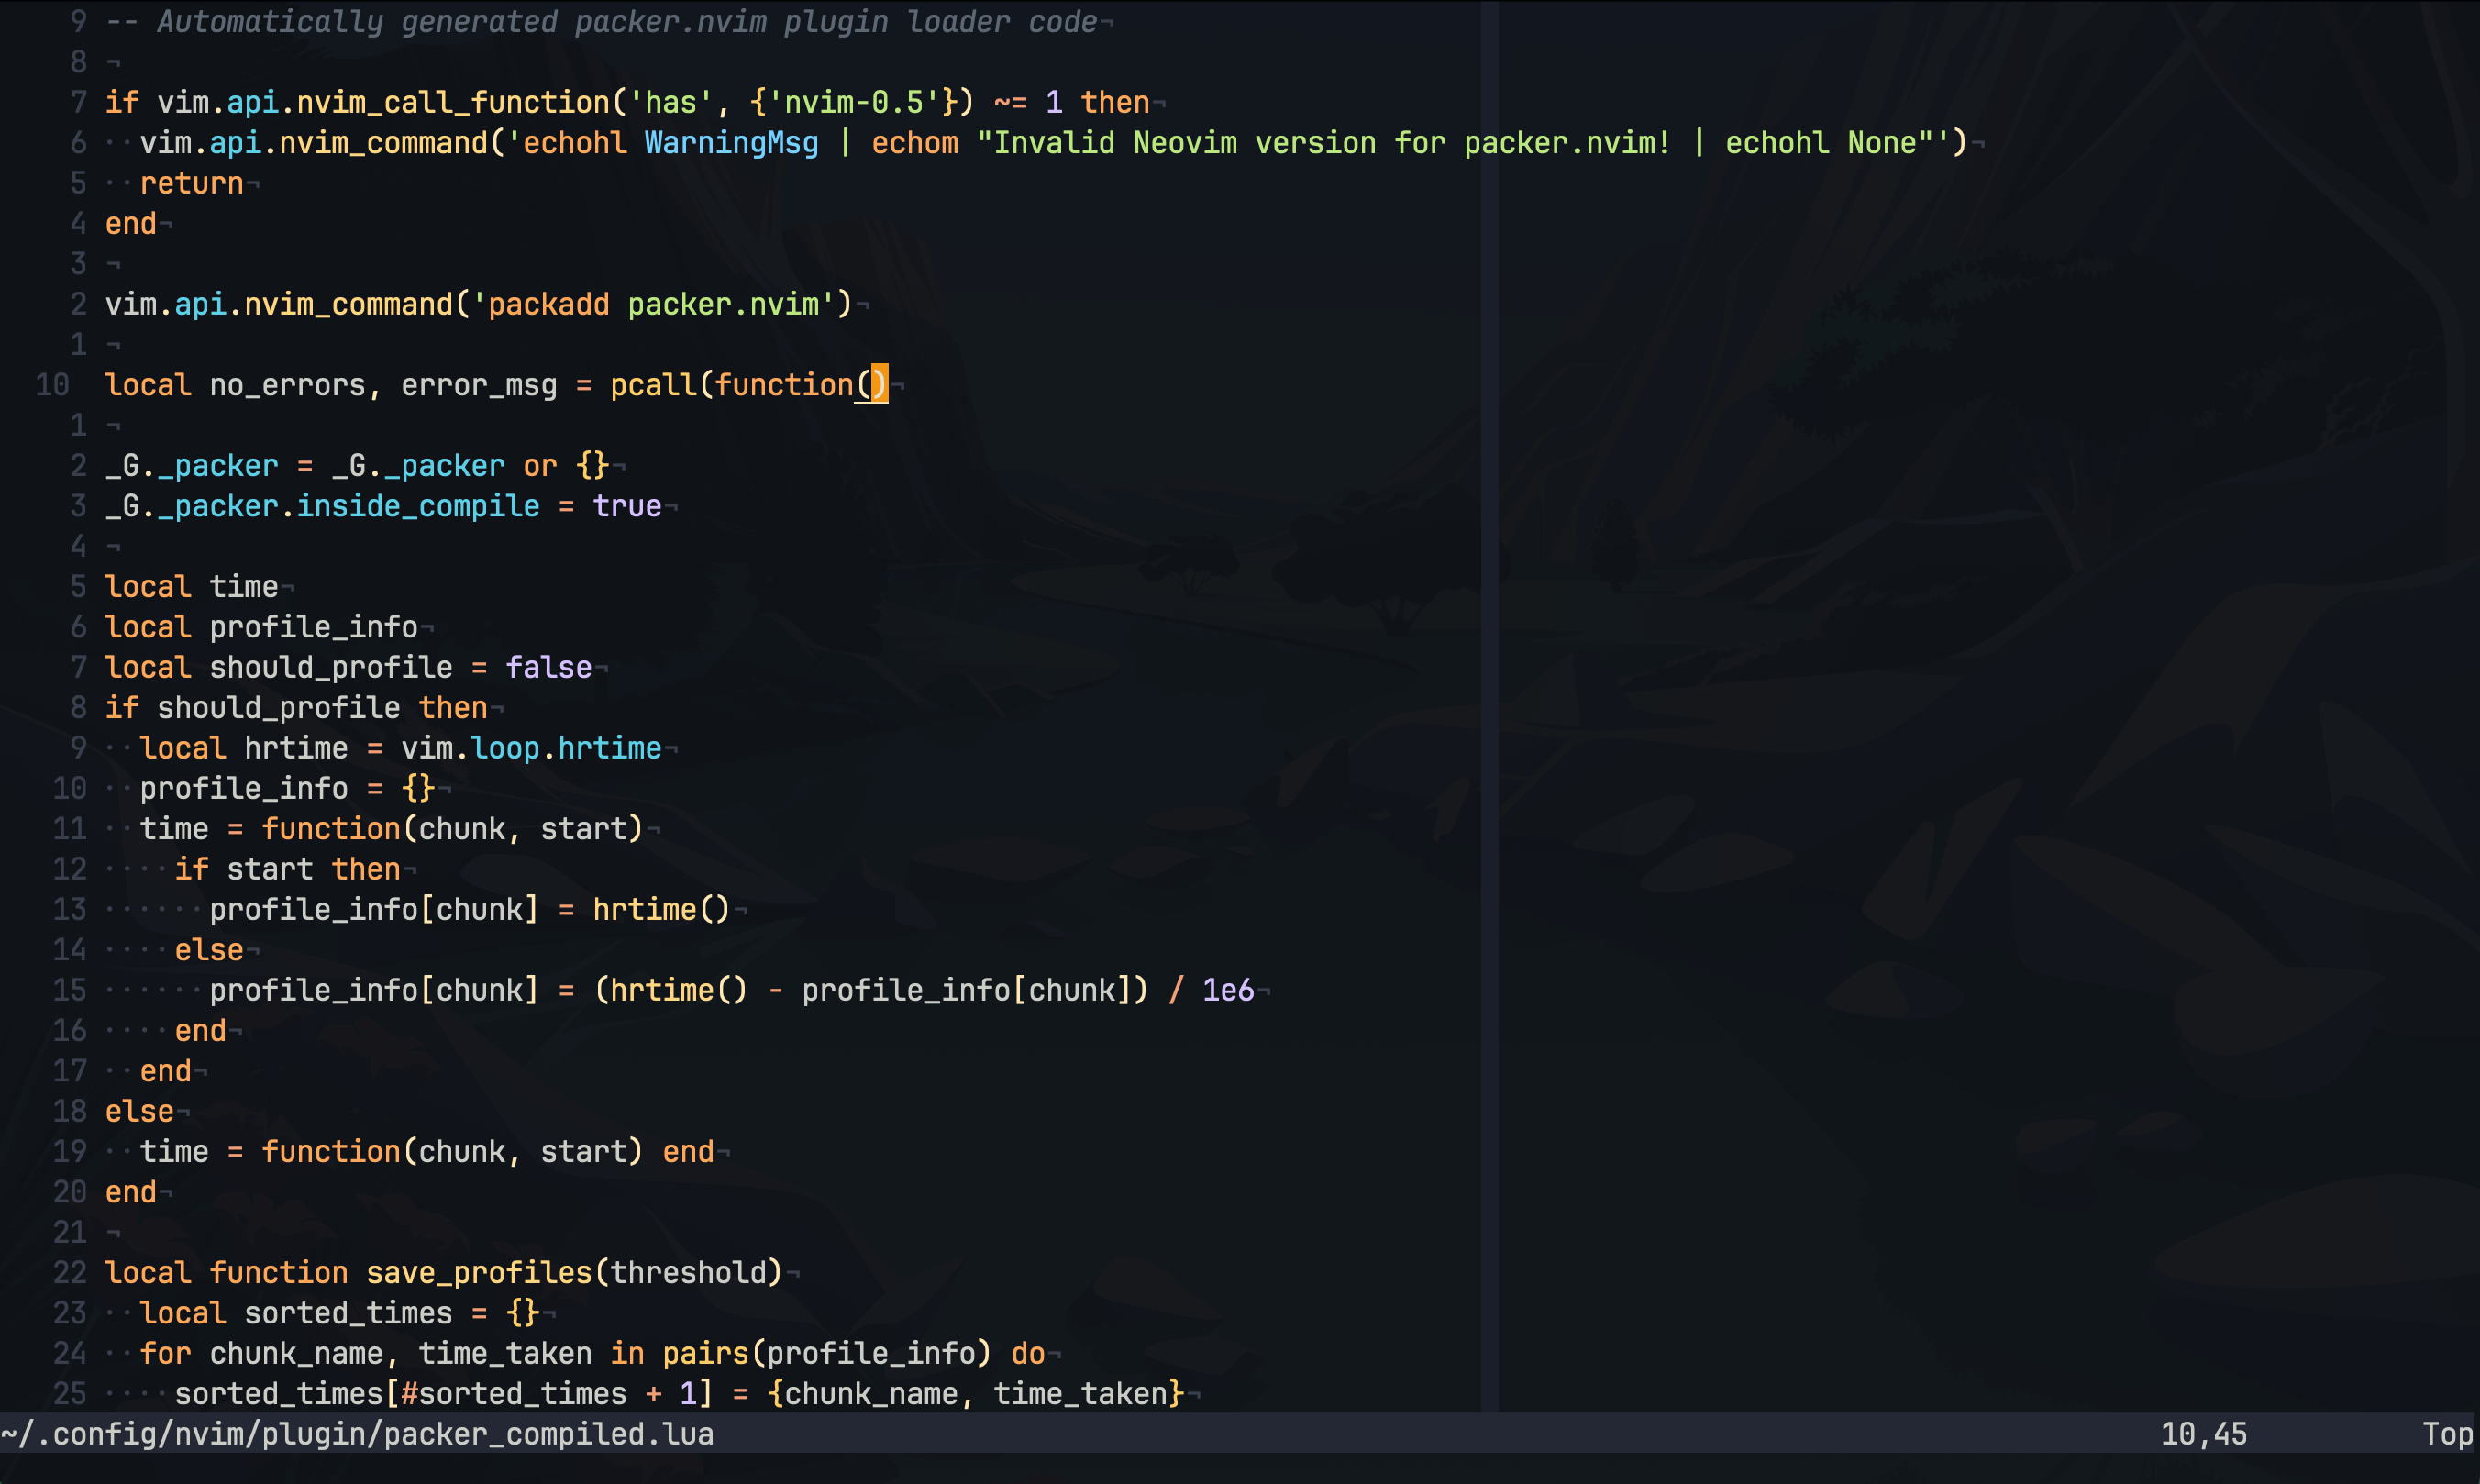 9 -- Automatically generated packer.nvim plugin loader code¬
8 ¬
7 if vim.api.nvim_call_function('has', {'nvim-0.5'}) ~= 1 then¬
6 ··vim.api.nvim_command('echohl WarningMsg | echom "Invalid Neovim version for packer.nvim! | echohl None"')¬
5 ··return¬
4 end¬
3 ¬
2 vim.api.nvim_command('packadd packer.nvim')¬
1 ¬
10 local no_errors, error_msg = pcall(function()¬
1 ¬
2 _G._packer = _G._packer or {}¬
3 _G._packer.inside_compile = true¬
4 ¬
5 local time¬
6 local profile_info¬
7 local should_profile = false¬
8 if should_profile then¬
9 ··local hrtime = vim.loop.hrtime¬
10 ··profile_info = {}¬
11 ··time = function(chunk, start)¬
12 ····if start then¬
13 ······profile_info[chunk] = hrtime()¬
14 ····else¬
15 ······profile_info[chunk] = (hrtime() - profile_info[chunk]) / 1e6¬
16 ····end¬
17 ··end¬
18 else¬
19 ··time = function(chunk, start) end¬
20 end¬
21 ¬
22 local function save_profiles(threshold)¬
23 ··local sorted_times = {}¬
24 ··for chunk_name, time_taken in pairs(profile_info) do¬
25 ····sorted_times[#sorted_times + 1] = {chunk_name, time_taken}¬
~/.config/nvim/plugin/packer_compiled.lua 10,45 Top